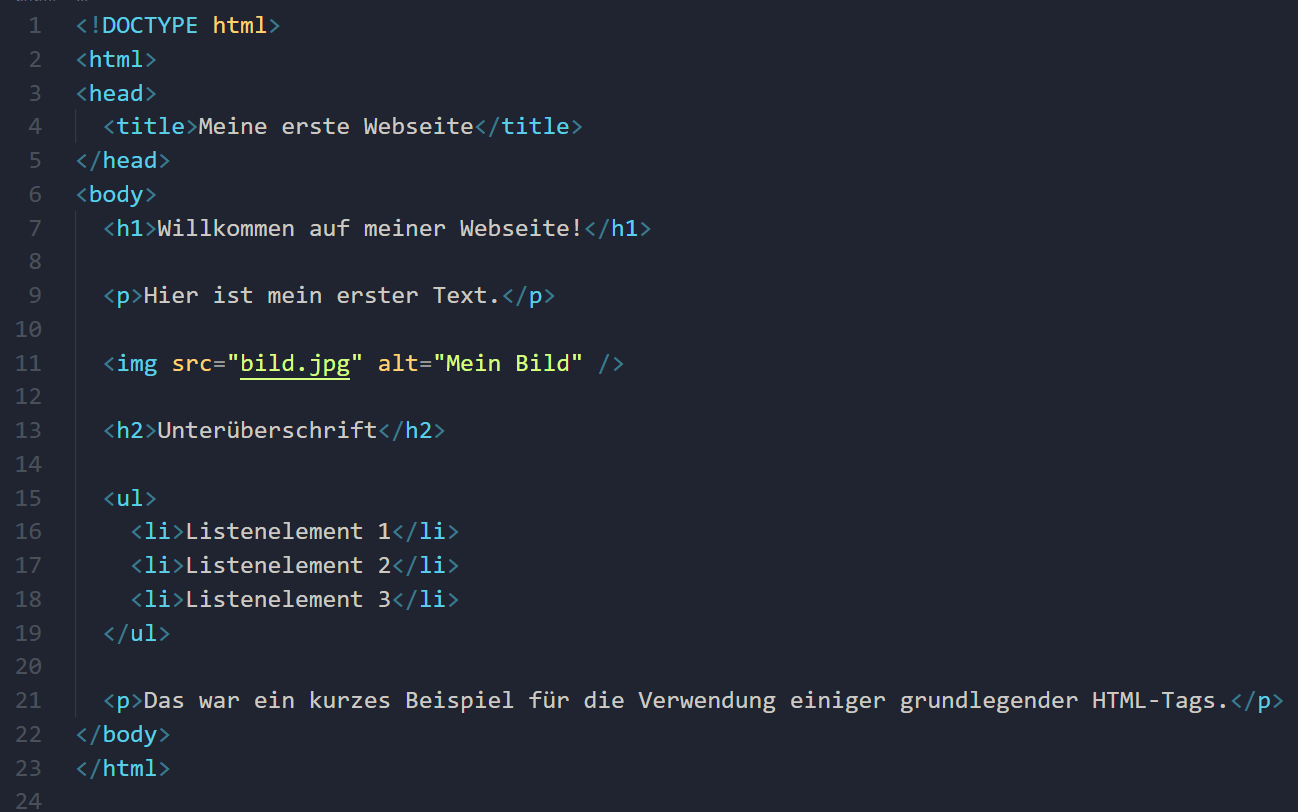 1 <!DOCTYPE html>
2 <html>
3 <head>
4   <title>Meine erste Webseite</title>
5 </head>
6 <body>
7   <h1>Willkommen auf meiner Webseite!</h1>
8
9   <p>Hier ist mein erster Text.</p>
10
11   <img src="bild.jpg" alt="Mein Bild" />
12
13   <h2>Unterüberschrift</h2>
14
15   <ul>
16     <li>Listenelement 1</li>
17     <li>Listenelement 2</li>
18     <li>Listenelement 3</li>
19   </ul>
20
21   <p>Das war ein kurzes Beispiel für die Verwendung einiger grundlegender HTML-Tags.</p>
22 </body>
23 </html>
24